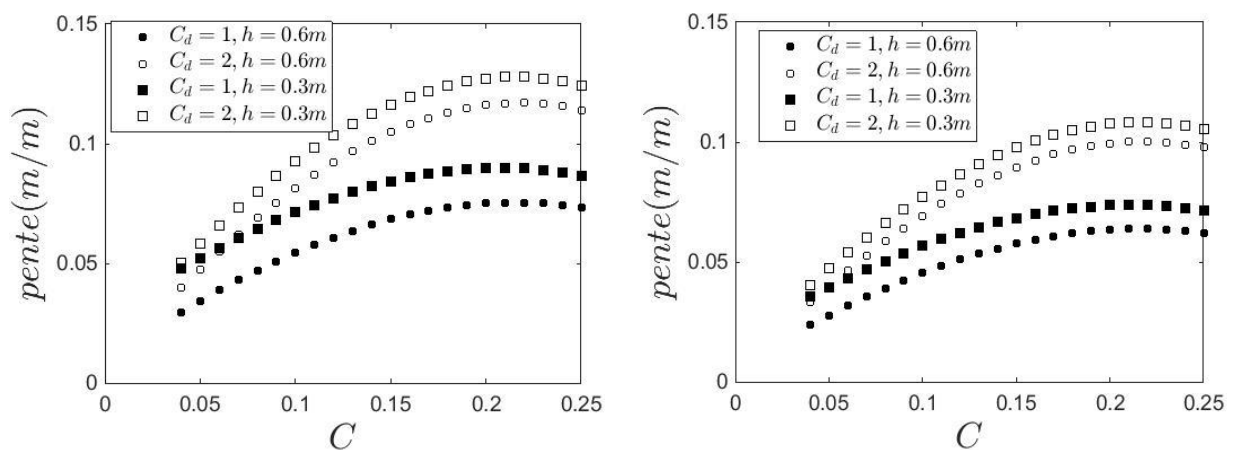 0.15
0.1
0.05
0
pente(m/m)
C_d = 1, h = 0.6m
C_d = 2, h = 0.6m
C_d = 1, h = 0.3m
C_d = 2, h = 0.3m
0 0.05 0.1 0.15 0.2 0.25
C
0.15
0.1
0.05
0
pente(m/m)
C_d = 1, h = 0.6m
C_d = 2, h = 0.6m
C_d = 1, h = 0.3m
C_d = 2, h = 0.3m
0 0.05 0.1 0.15 0.2 0.25
C